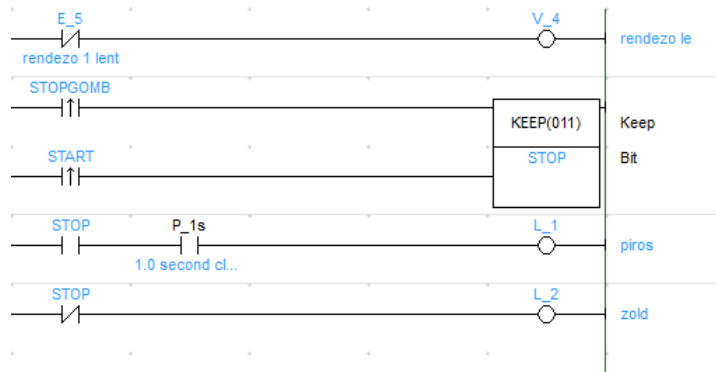 E_5 V_4
rendezo le
rendezo 1 lent
STOPGOMB
KEEP(011) Keep
START STOP Bit
STOP P_1s L_1
piros
1.0 second cl...
STOP L_2
zold